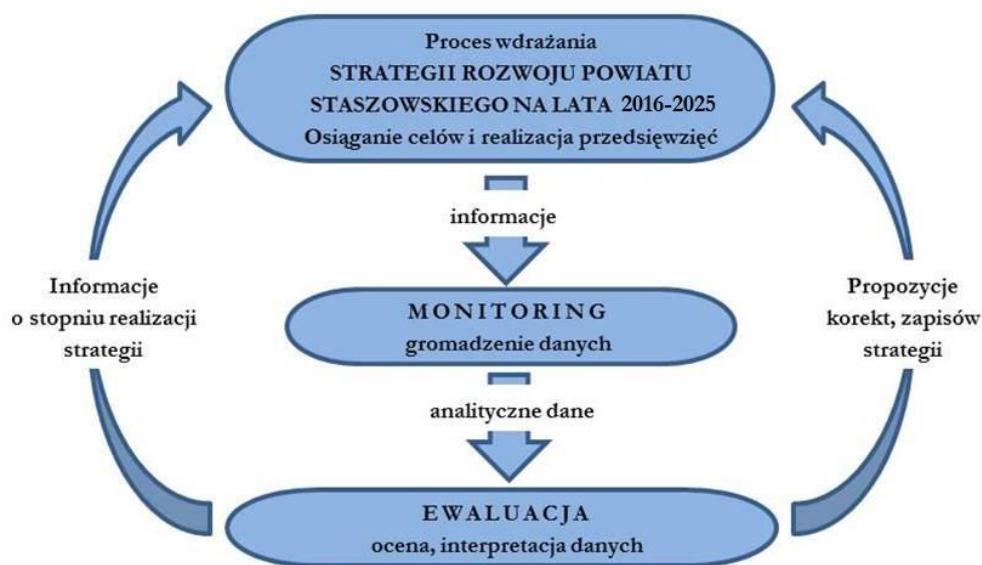 Proces wdrażania
STRATEGII ROZWOJU POWIATU
STASZOWSKIEGO NA LATA 2016-2025
Osiąganie celów i realizacja przedsięwzięć
informacje
Informacje
o stopniu realizacji
strategii
Propozycje
korekt, zapisów
strategii
MONITORING
gromadzenie danych
analityczne dane
EWALUACJA
ocena, interpretacja danych